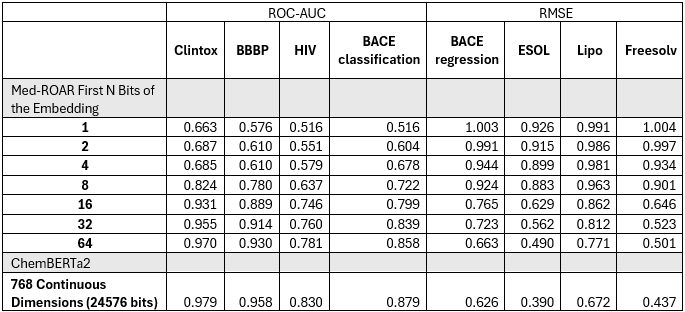 ROC-AUC RMSE
Clintox BBBP HIV BACE classification BACE regression ESOL Lipo Freesolv
Med-ROAR First N Bits of
the Embedding
1 0.663 0.576 0.516 0.516 1.003 0.926 0.991 1.004
2 0.687 0.610 0.551 0.604 0.991 0.915 0.986 0.997
4 0.685 0.610 0.579 0.678 0.944 0.899 0.981 0.934
8 0.824 0.780 0.637 0.722 0.924 0.883 0.963 0.901
16 0.931 0.889 0.746 0.799 0.765 0.629 0.862 0.646
32 0.955 0.914 0.760 0.839 0.723 0.562 0.812 0.523
64 0.970 0.930 0.781 0.858 0.663 0.490 0.771 0.501
ChemBERTa2
768 Continuous
Dimensions (24576 bits) 0.979 0.958 0.830 0.879 0.626 0.390 0.672 0.437